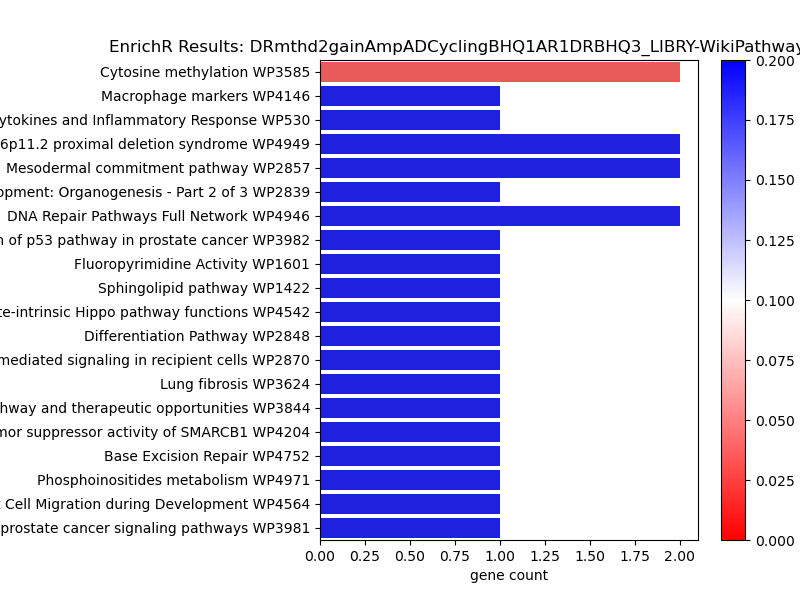 EnrichR Results: DRmthd2gainAmpADCyclingBHQ1AR1DRBHQ3_LIBRY-WikiPathway
Cytosine methylation WP3585
Macrophage markers WP4146
ytokines and Inflammatory Response WP530
6p11.2 proximal deletion syndrome WP4949
Mesodermal commitment pathway WP2857
opment: Organogenesis - Part 2 of 3 WP2839
DNA Repair Pathways Full Network WP4946
n of p53 pathway in prostate cancer WP3982
Fluoropyrimidine Activity WP1601
Sphingolipid pathway WP1422
te-intrinsic Hippo pathway functions WP4542
Differentiation Pathway WP2848
mediated signaling in recipient cells WP2870
Lung fibrosis WP3624
hway and therapeutic opportunities WP3844
mor suppressor activity of SMARCB1 WP4204
Base Excision Repair WP4752
Phosphoinositides metabolism WP4971
Cell Migration during Development WP4564
prostate cancer signaling pathways WP3981
0.00 0.25 0.50 0.75 1.00 1.25 1.50 1.75 2.00
gene count
0.200
0.175
0.150
0.125
0.100
0.075
0.050
0.025
0.000